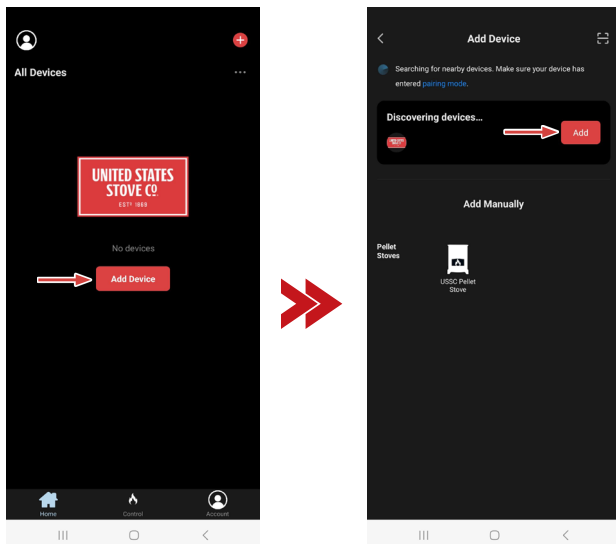 All Devices
UNITED STATES
STOVE CO.
ESTD 1869
No devices
Add Device
Home
Control
Account
Add Device
Searching for nearby devices. Make sure your device has
entered pairing mode.
Discovering devices...
Add
Add Manually
Pellet
Stoves
USSC Pellet
Stove